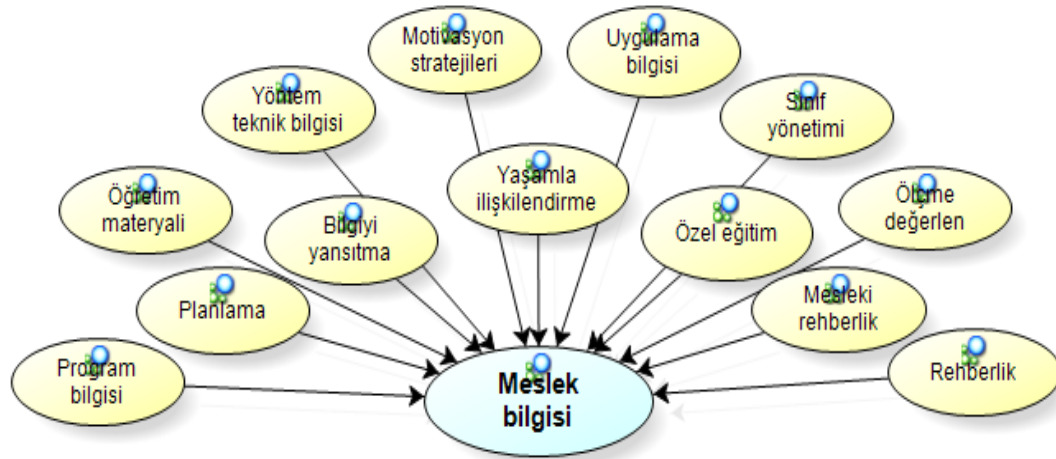 Motivasyon
stratejileri
Uygulama
bilgisi
Yöntem
teknik bilgisi
Sınıf
yönetimi
Öğretim
materyali
Bilgiyi
yansıtma
Yaşamla
ilişkilendirme
Özel eğitim
Ölçme
değerlen
Planlama
Mesleki
rehberlik
Program
bilgisi
Meslek
bilgisi
Rehberlik